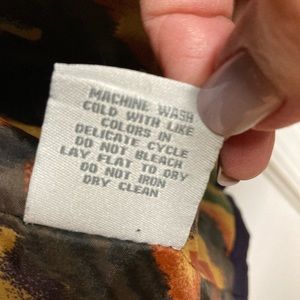 MACHINE WASH
COLD WITH LIKE
COLORS IN
DELICATE CYCLE
DO NOT BLEACH
LAY FLAT TO DRY
DO NOT IRON
DRY CLEAN